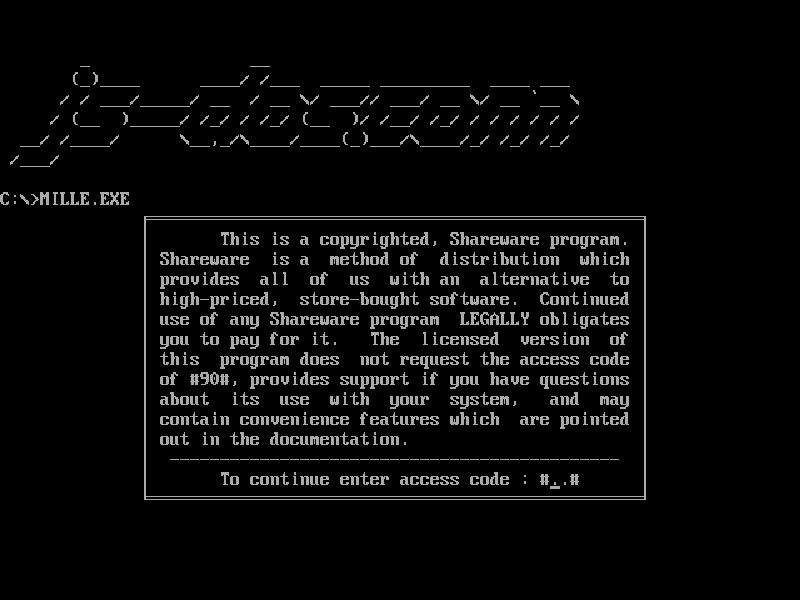 js-dos.com
C:\>MILLE.EXE
This is a copyrighted, Shareware program.
Shareware is a method of distribution which
provides all of us with an alternative to
high-priced, store-bought software. Continued
use of any Shareware program LEGALLY obligates
you to pay for it. The licensed version of
this program does not request the access code
of #90#, provides support if you have questions
about its use with your system, and may
contain convenience features which are pointed
out in the documentation.
To continue enter access code : #_.#